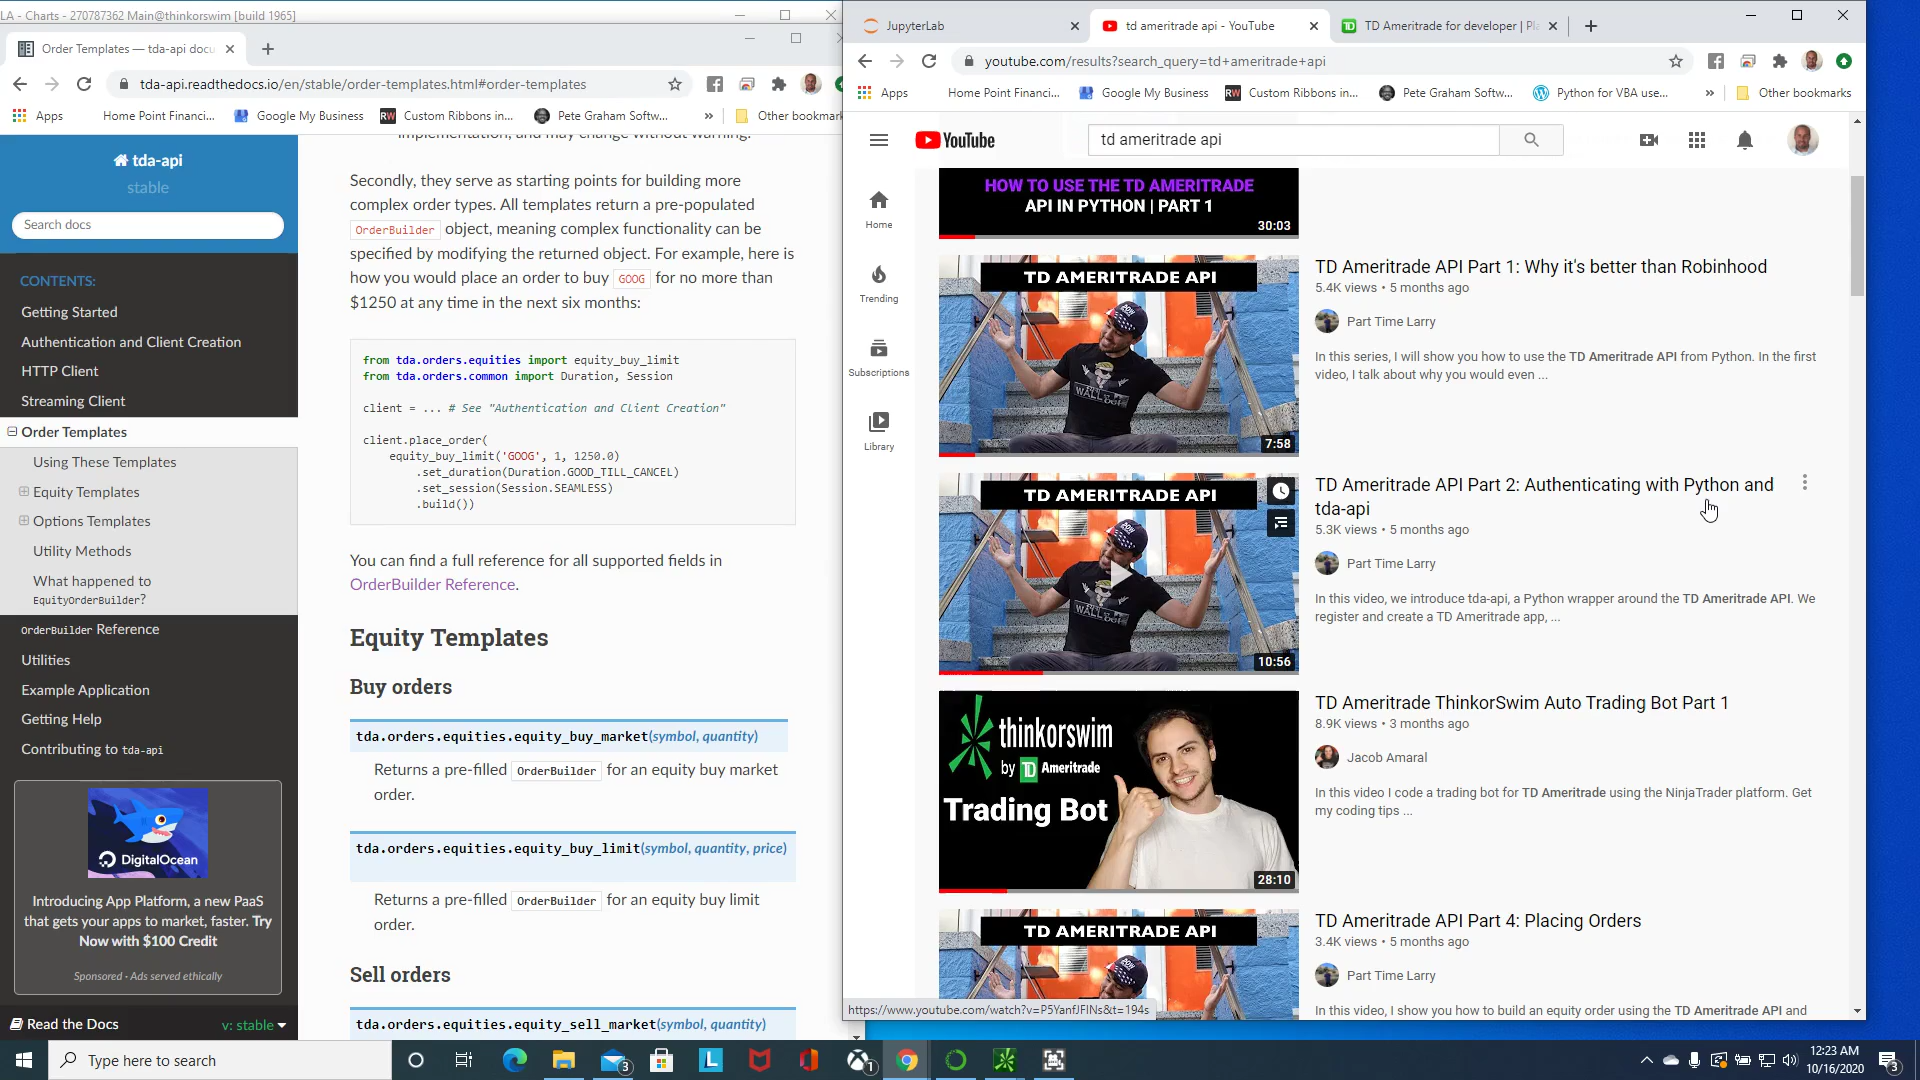 LA - Charts - 270787362 Main@thinkorswim [build 1965]
Order Templates — tda-api docu
tda-api.readthedocs.io/en/stable/order-templates.html#order-templates
Apps
Home Point Financi...
Google My Business
Custom Ribbons in...
Pete Graham Softw...
»
Other bookmark
tda-api
stable
Search docs
CONTENTS:
Getting Started
Authentication and Client Creation
HTTP Client
Streaming Client
Order Templates
Using These Templates
Equity Templates
Options Templates
Utility Methods
What happened to
EquityOrderBuilder?
OrderBuilder Reference
Utilities
Example Application
Getting Help
Contributing to tda-api
DigitalOcean
Introducing App Platform, a new PaaS
that gets your apps to market, faster. Try
Now with $100 Credit
Sponsored · Ads served ethically
Read the Docs
v: stable
implementation, and may change without warning.
Secondly, they serve as starting points for building more
complex order types. All templates return a pre-populated
OrderBuilder object, meaning complex functionality can be
specified by modifying the returned object. For example, here is
how you would place an order to buy GOOG for no more than
$1250 at any time in the next six months:
from tda.orders.equities import equity_buy_limit
from tda.orders.common import Duration, Session
client = ... # See "Authentication and Client Creation"
client.place_order(
equity_buy_limit('GOOG', 1, 1250.0)
.set_duration(Duration.GOOD_TILL_CANCEL)
.set_session(Session.SEAMLESS)
.build())
You can find a full reference for all supported fields in
OrderBuilder Reference.
Equity Templates
Buy orders
tda.orders.equities.equity_buy_market(symbol, quantity)
Returns a pre-filled OrderBuilder for an equity buy market
order.
tda.orders.equities.equity_buy_limit(symbol, quantity, price)
Returns a pre-filled OrderBuilder for an equity buy limit
order.
Sell orders
tda.orders.equities.equity_sell_market(symbol, quantity)
JupyterLab
td ameritrade api - YouTube
TD Ameritrade for developer | Pl
youtube.com/results?search_query=td+ameritrade+api
Apps
Home Point Financi...
Google My Business
Custom Ribbons in...
Pete Graham Softw...
Python for VBA use...
»
Other bookmarks
YouTube
td ameritrade api
Home
Trending
Subscriptions
Library
HOW TO USE THE TD AMERITRADE
API IN PYTHON | PART 1
30:03
TD AMERITRADE API
7:58
TD Ameritrade API Part 1: Why it's better than Robinhood
5.4K views • 5 months ago
Part Time Larry
In this series, I will show you how to use the TD Ameritrade API from Python. In the first
video, I talk about why you would even ...
TD AMERITRADE API
10:56
TD Ameritrade API Part 2: Authenticating with Python and
tda-api
5.3K views • 5 months ago
Part Time Larry
In this video, we introduce tda-api, a Python wrapper around the TD Ameritrade API. We
register and create a TD Ameritrade app, ...
thinkorswim
by Ameritrade
Trading Bot
28:10
TD Ameritrade ThinkorSwim Auto Trading Bot Part 1
8.9K views • 3 months ago
Jacob Amaral
In this video I code a trading bot for TD Ameritrade using the NinjaTrader platform. Get
my coding tips ...
TD AMERITRADE API
TD Ameritrade API Part 4: Placing Orders
3.4K views • 5 months ago
Part Time Larry
In this video, I show you how to build an equity order using the TD Ameritrade API and
https://www.youtube.com/watch?v=P5YanfJFINs&t=194s
Type here to search
12:23 AM
10/16/2020